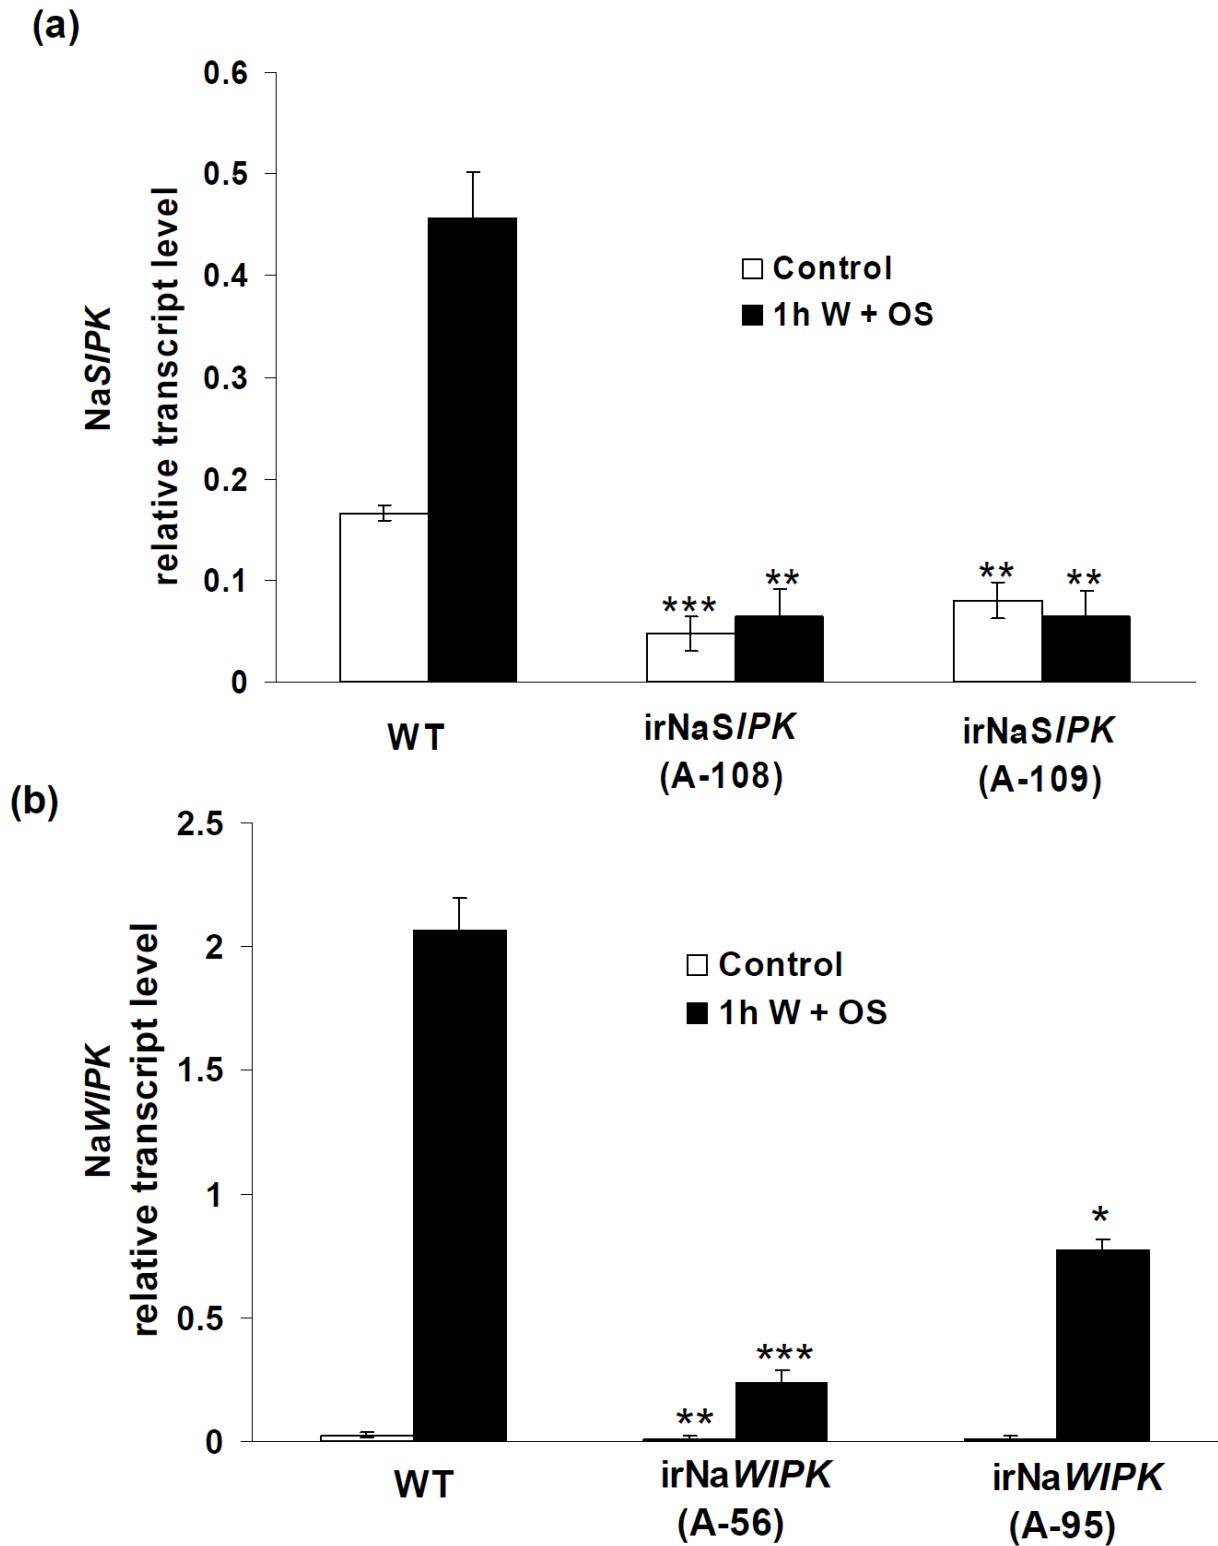 (a)
NaSIPK
relative transcript level
0.6
0.5
0.4
0.3
0.2
0.1
0
Control
1h W + OS
***
**
**
**
WT
irNaSIPK
(A-108)
irNaSIPK
(A-109)
(b)
NaWIPK
relative transcript level
2.5
2
1.5
1
0.5
0
Control
1h W + OS
**
***
*
WT
irNaWIPK
(A-56)
irNaWIPK
(A-95)